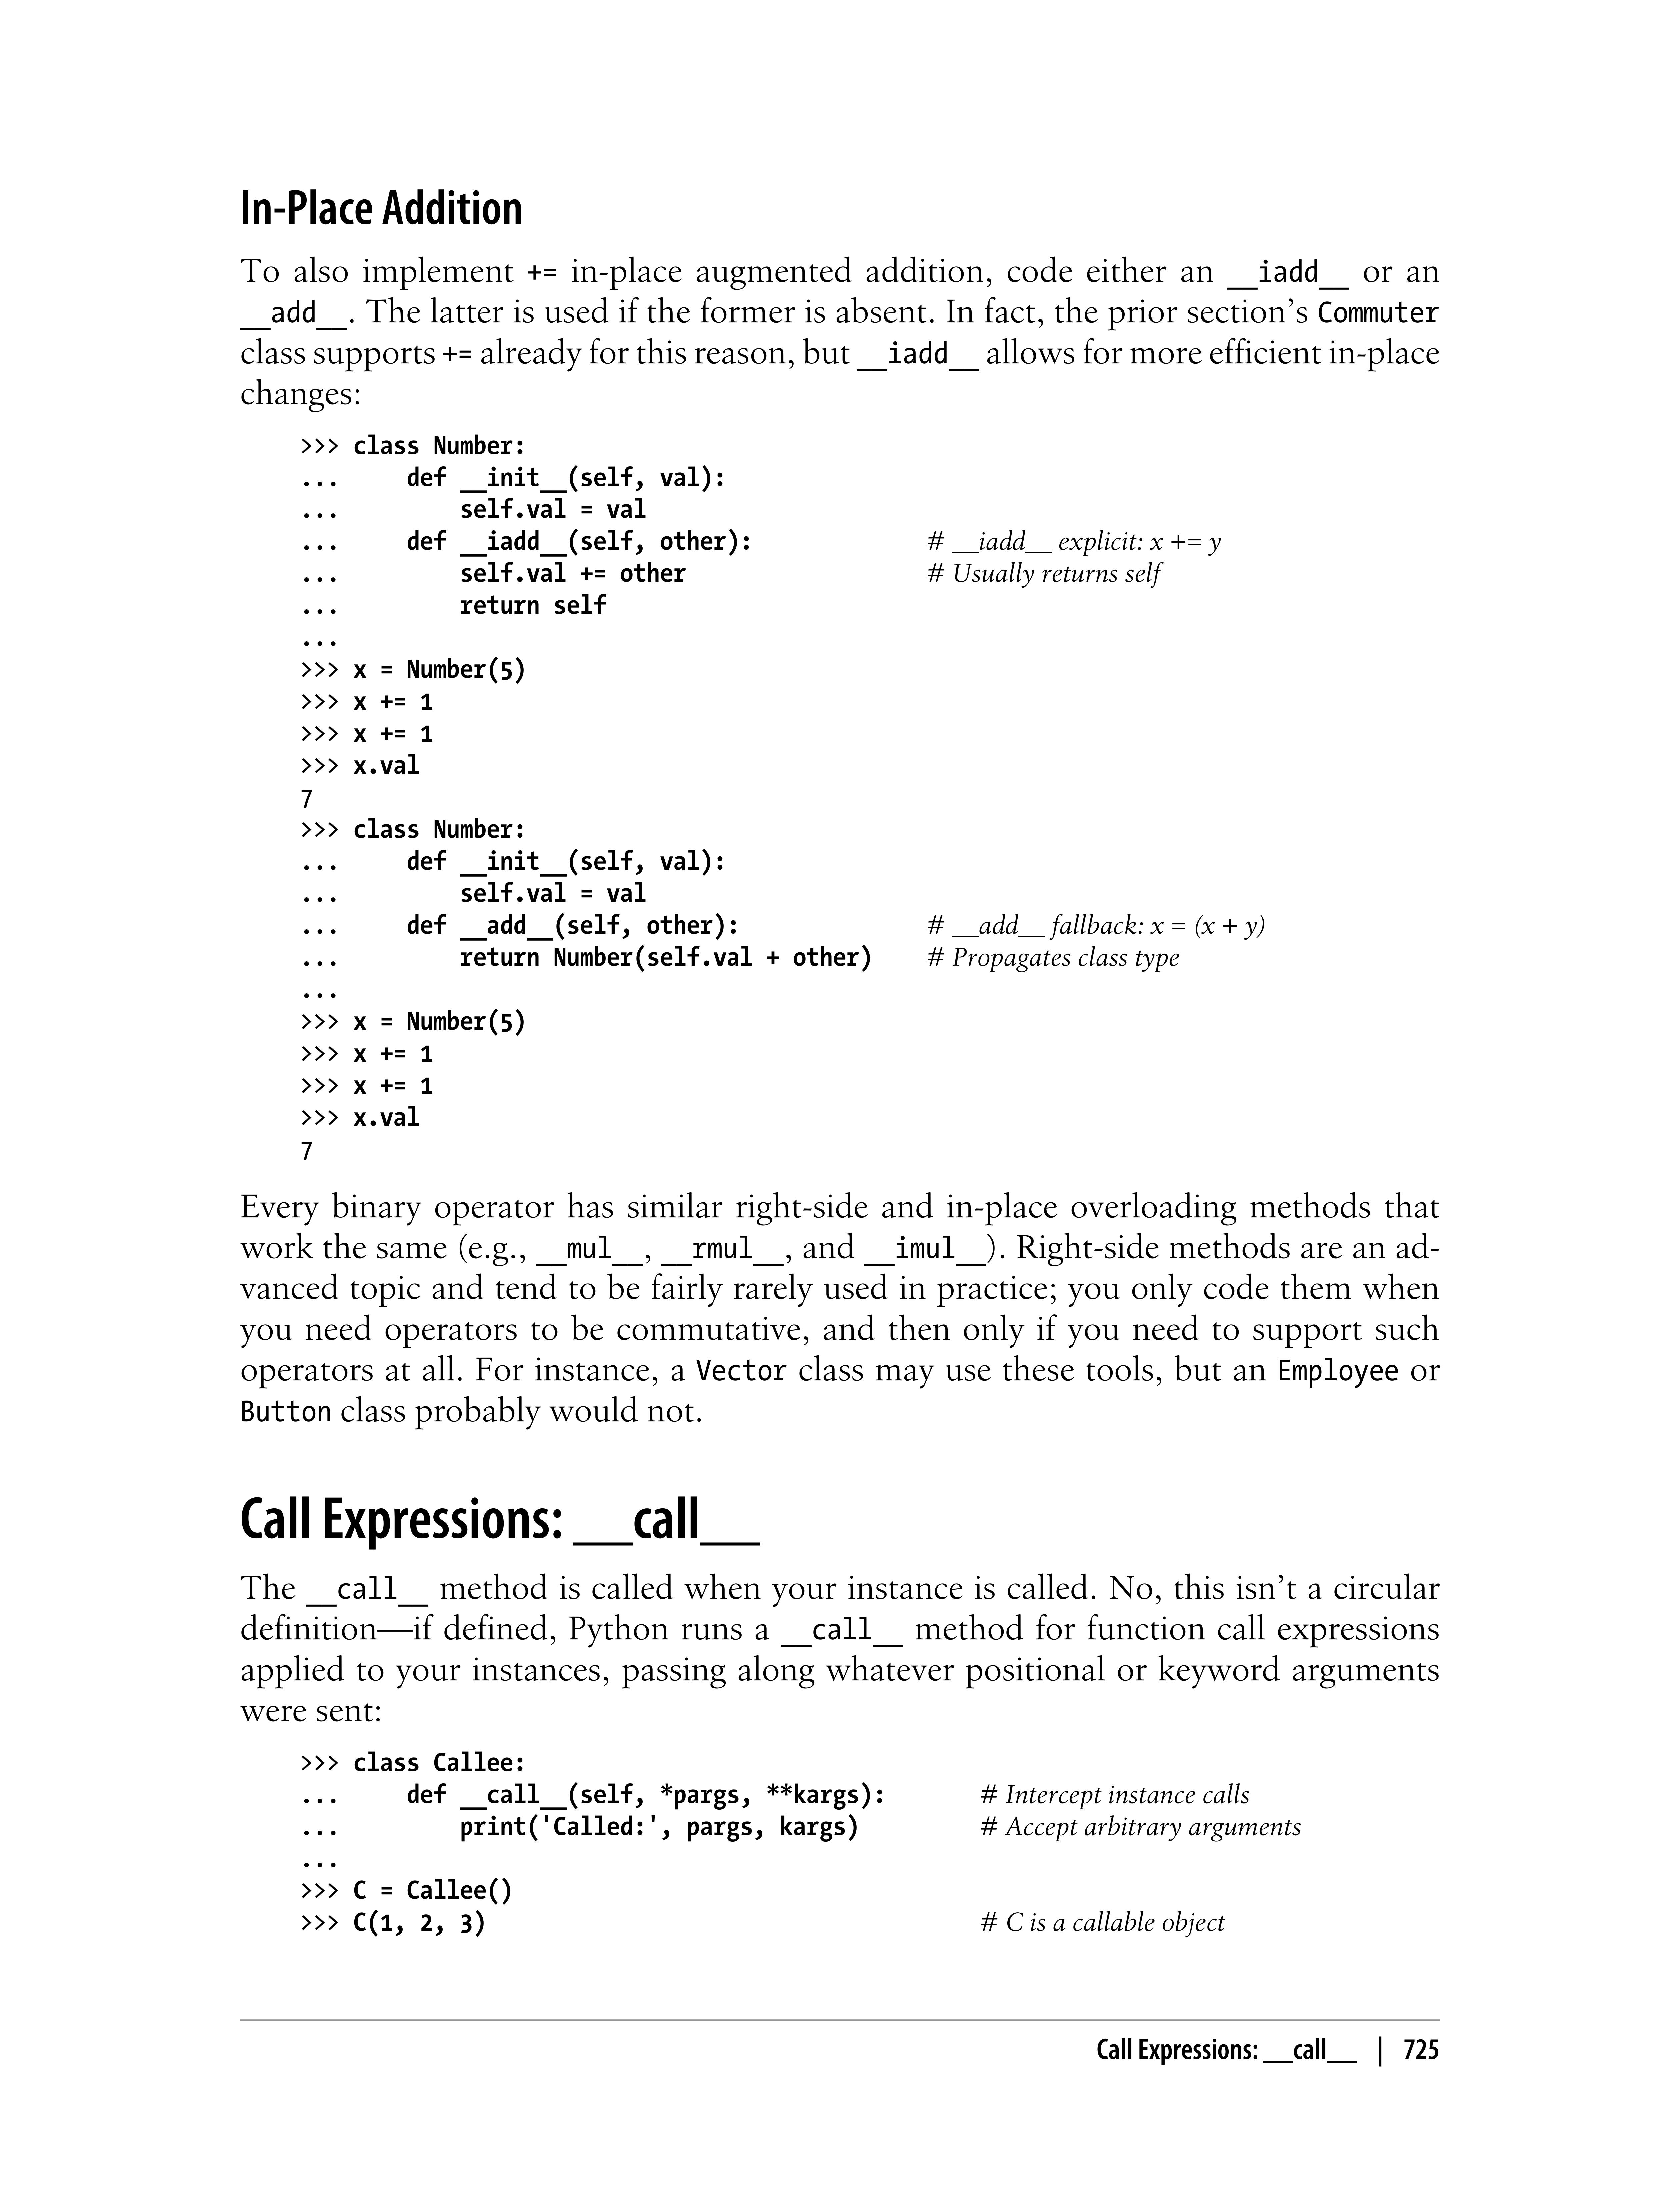 In-Place Addition
To also implement += in-place augmented addition, code either an __iadd__ or an
__add__. The latter is used if the former is absent. In fact, the prior section’s Commuter
class supports += already for this reason, but __iadd__ allows for more efficient in-place
changes:
>>> class Number:
...     def __init__(self, val):
...         self.val = val
...     def __iadd__(self, other):             # __iadd__ explicit: x += y
...         self.val += other                  # Usually returns self
...         return self
...
>>> x = Number(5)
>>> x += 1
>>> x += 1
>>> x.val
7
>>> class Number:
...     def __init__(self, val):
...         self.val = val
...     def __add__(self, other):              # __add__ fallback: x = (x + y)
...         return Number(self.val + other)    # Propagates class type
...
>>> x = Number(5)
>>> x += 1
>>> x += 1
>>> x.val
7
Every binary operator has similar right-side and in-place overloading methods that
work the same (e.g., __mul__, __rmul__, and __imul__). Right-side methods are an ad-
vanced topic and tend to be fairly rarely used in practice; you only code them when
you need operators to be commutative, and then only if you need to support such
operators at all. For instance, a Vector class may use these tools, but an Employee or
Button class probably would not.
Call Expressions: __call__
The __call__ method is called when your instance is called. No, this isn’t a circular
definition—if defined, Python runs a __call__ method for function call expressions
applied to your instances, passing along whatever positional or keyword arguments
were sent:
>>> class Callee:
...     def __call__(self, *pargs, **kargs):       # Intercept instance calls
...         print('Called:', pargs, kargs)         # Accept arbitrary arguments
...
>>> C = Callee()
>>> C(1, 2, 3)                                     # C is a callable object
Call Expressions: __call__ | 725